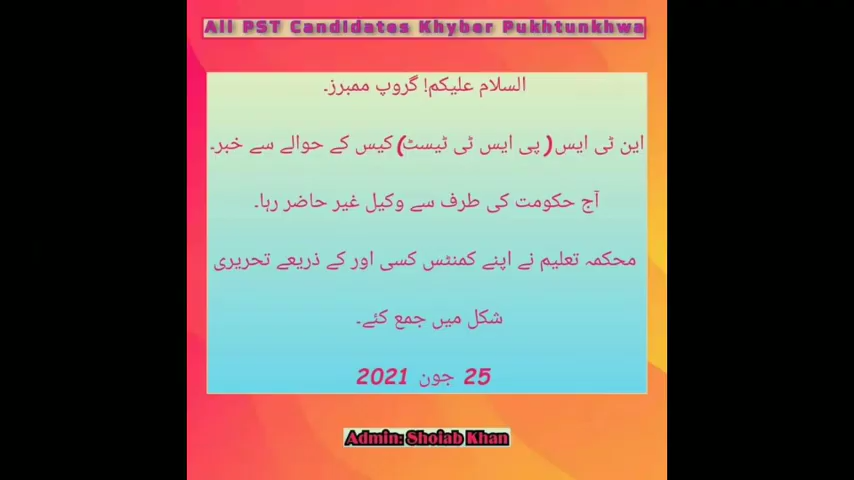 All PST Candidates Khyber Pukhtunkhwa
السلام علیکم! گروپ ممبرز۔
این ٹی ایس (پی ایس ٹی ٹیسٹ) کیس کے حوالے سے خبر۔
آج حکومت کی طرف سے وکیل غیر حاضر رہا۔
محکمہ تعلیم نے اپنے کمنٹس کسی اور کے ذریعے تحریری
شکل میں جمع کئے۔
25 جون 2021
Admin: Shoiab Khan